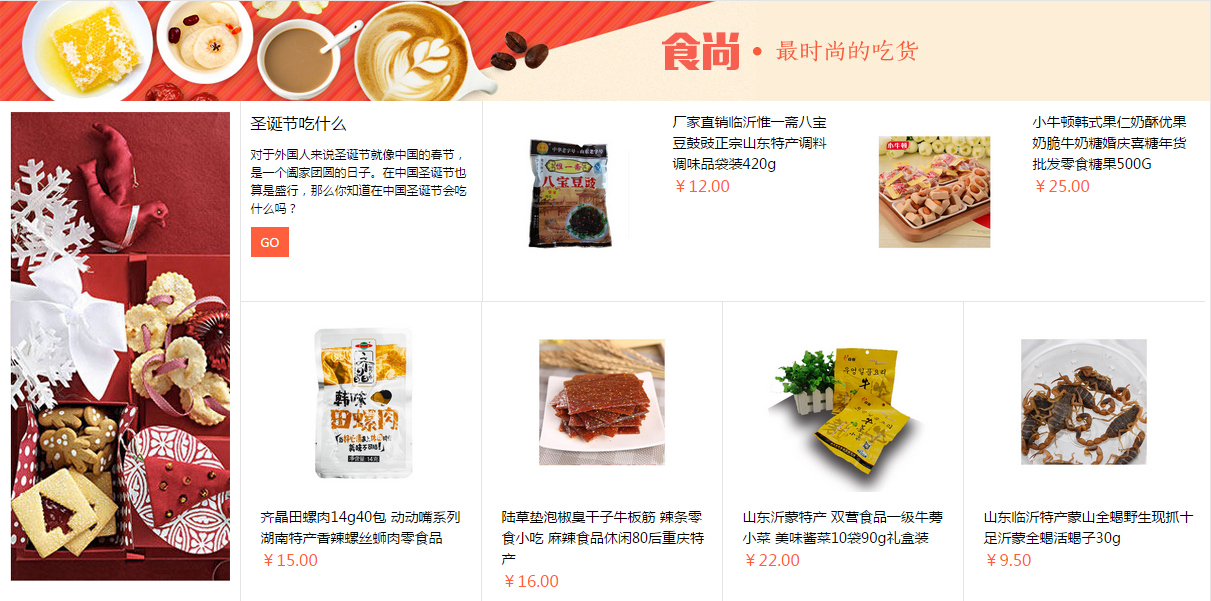 食尚 • 最时尚的吃货
圣诞节吃什么
对于外国人来说圣诞节就像中国的春节，
是一个阖家团圆的日子。在中国圣诞节也
算是盛行，那么你知道在中国圣诞节会吃
什么吗？
GO
惟一斋
八宝豆豉
厂家直销临沂惟一斋八宝
豆鼓豉正宗山东特产调料
调味品袋装420g
￥12.00
小牛顿
小牛顿韩式果仁奶酥优果
奶脆牛奶糖婚庆喜糖年货
批发零食糖果500G
￥25.00
韩味
田螺肉
净含量:14克
齐晶田螺肉14g40包 动动嘴系列
湖南特产香辣螺丝蛳肉零食品
￥15.00
陆草垫泡椒臭干子牛板筋 辣条零
食小吃 麻辣食品休闲80后重庆特
产
￥16.00
山东沂蒙特产 双营食品一级牛蒡
小菜 美味酱菜10袋90g礼盒装
￥22.00
山东临沂特产蒙山全蝎野生现抓十
足沂蒙全蝎活蝎子30g
￥9.50